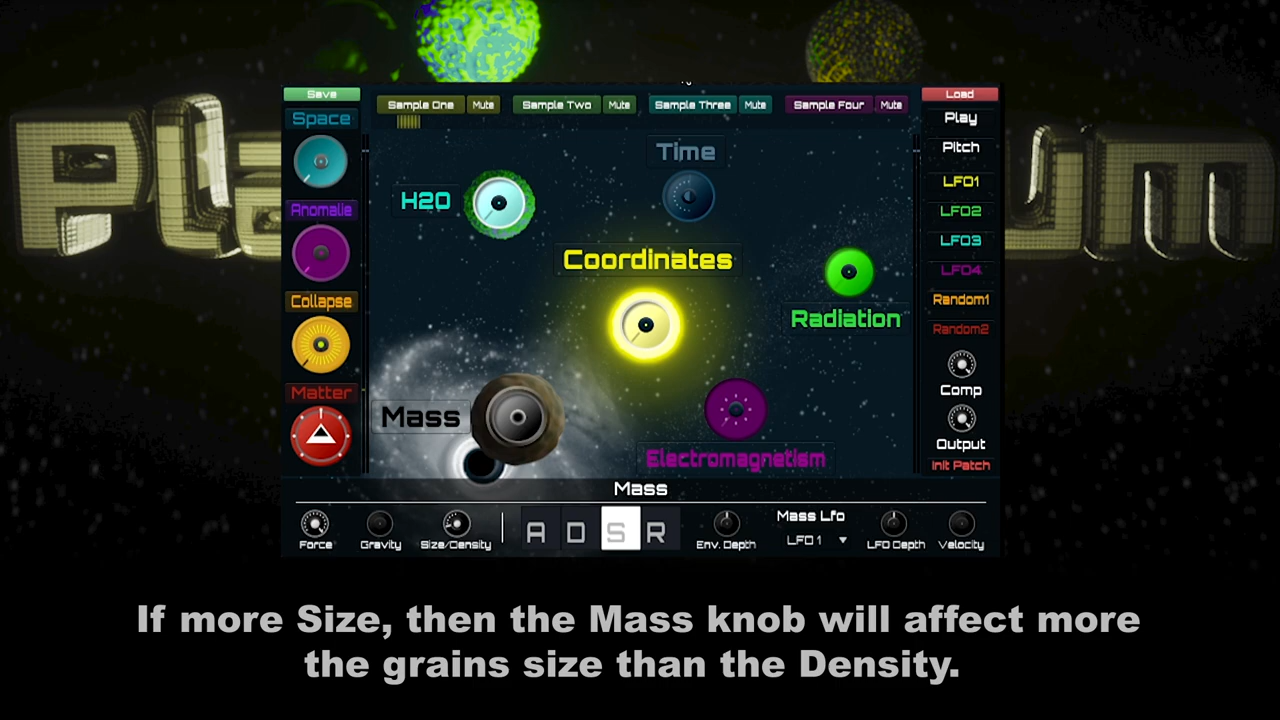 Save
Sample One
Mute
Sample Two
Mute
Sample Three
Mute
Sample Four
Mute
Load
Space
Anomalie
Collapse
Matter
Time
H2O
Coordinates
Radiation
Mass
Electromagnetism
Play
Pitch
LFO1
LFO2
LFO3
LFO4
Random1
Random2
Comp
Output
Init Patch
Mass
Force
Gravity
Size/Density
A D S R
Env. Depth
Mass Lfo
LFO 1
LFO Depth
Velocity
If more Size, then the Mass knob will affect more
the grains size than the Density.